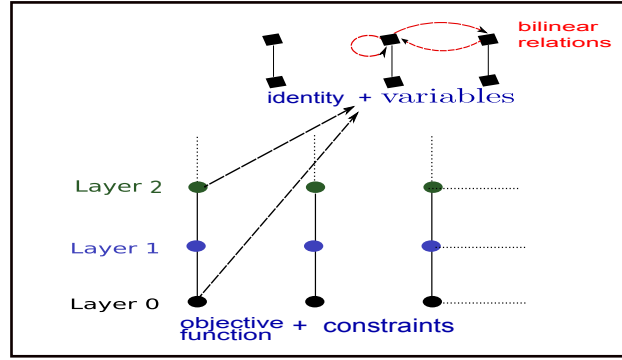 bilinear
relations
identity + variables
Layer 2
Layer 1
Layer 0
objective + constraints
function